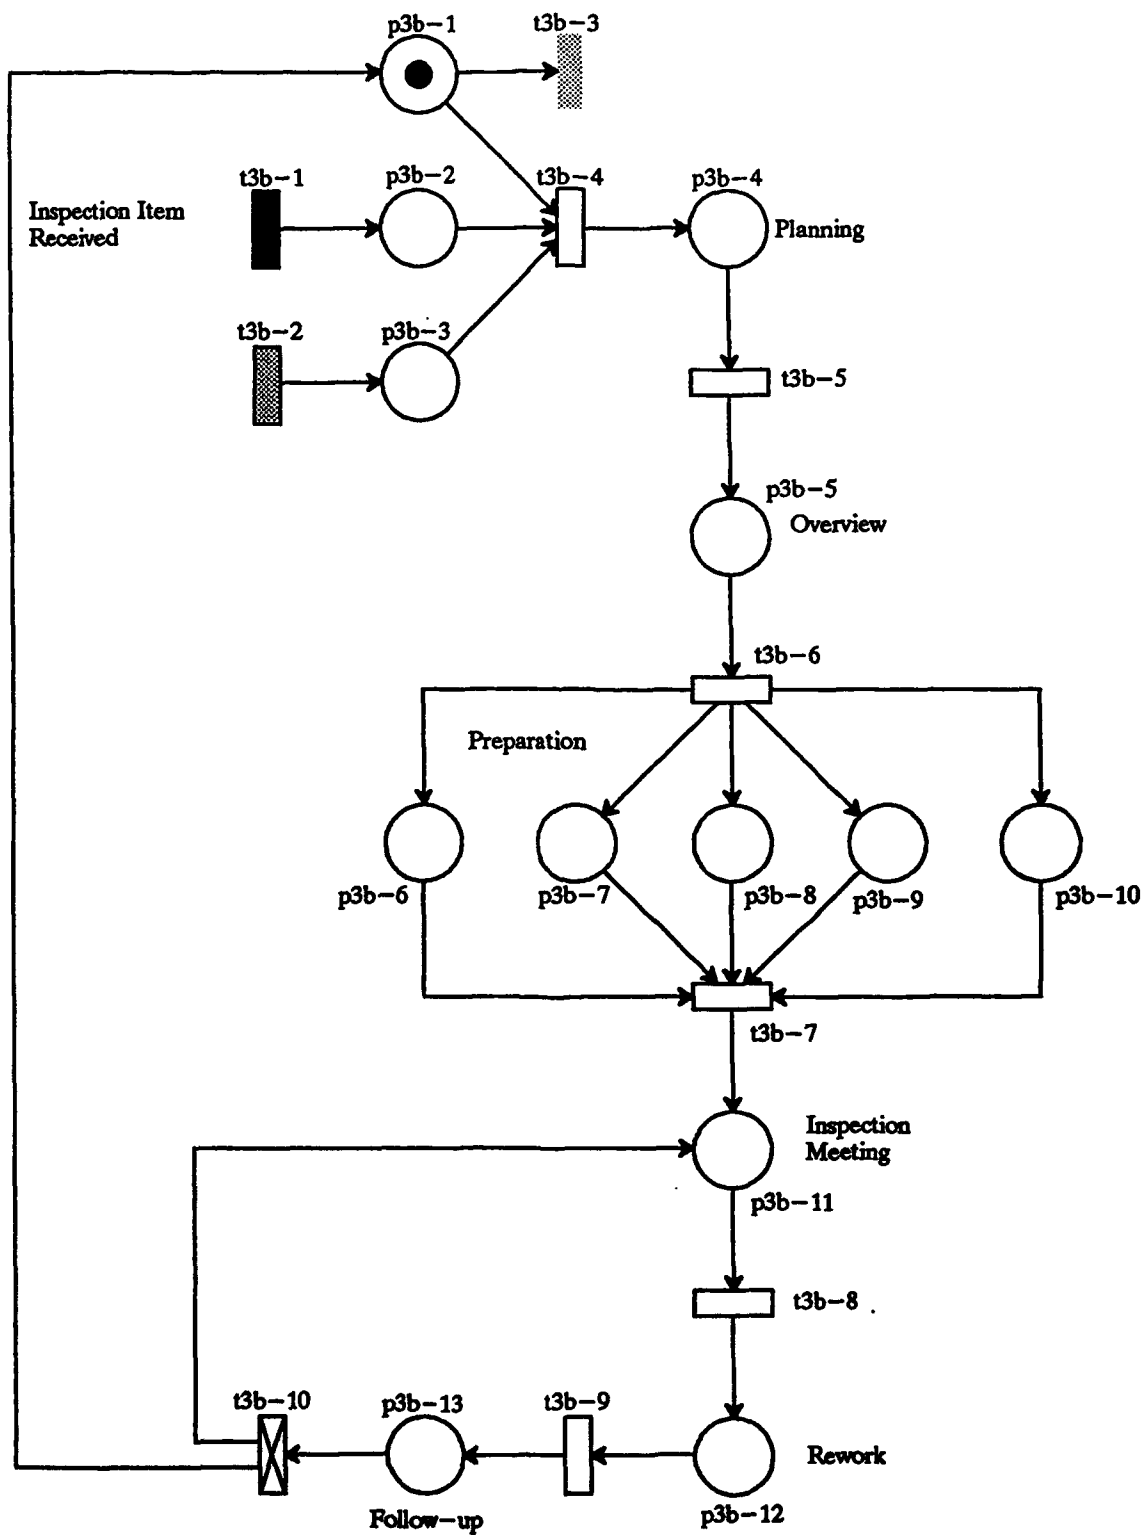 p3b-1
t3b-3
t3b-1
p3b-2
t3b-4
p3b-4
Inspection Item
Received
Planning
t3b-2
p3b-3
t3b-5
p3b-5
Overview
t3b-6
Preparation
p3b-6
p3b-7
p3b-8
p3b-9
p3b-10
t3b-7
Inspection
Meeting
p3b-11
t3b-8
t3b-10
p3b-13
t3b-9
Rework
p3b-12
Follow-up